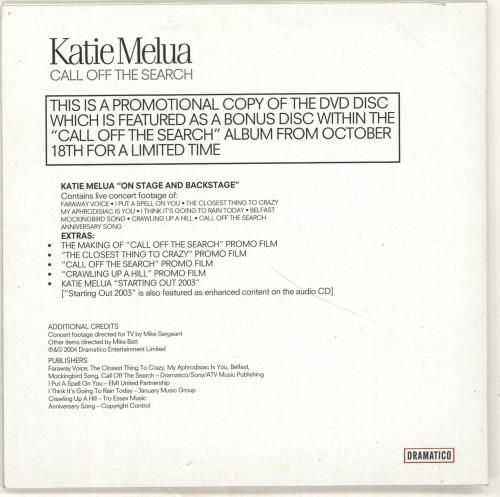 Katie Melua
CALL OFF THE SEARCH
THIS IS A PROMOTIONAL COPY OF THE DVD DISC
WHICH IS FEATURED AS A BONUS DISC WITHIN THE
“CALL OFF THE SEARCH” ALBUM FROM OCTOBER
18TH FOR A LIMITED TIME
KATIE MELUA “ON STAGE AND BACKSTAGE”
Contains live concert footage of:
FARAWAY VOICE • I PUT A SPELL ON YOU • THE CLOSEST THING TO CRAZY
MY APHRODISIAC IS YOU • I THINK IT'S GOING TO RAIN TODAY • BELFAST
MOCKINGBIRD SONG • CRAWLING UP A HILL • CALL OFF THE SEARCH
ANNIVERSARY SONG
EXTRAS:
• THE MAKING OF “CALL OFF THE SEARCH” PROMO FILM
• “THE CLOSEST THING TO CRAZY” PROMO FILM
• “CALL OFF THE SEARCH” PROMO FILM
• “CRAWLING UP A HILL” PROMO FILM
• KATIE MELUA “STARTING OUT 2003”
[“Starting Out 2003” is also featured as enhanced content on the audio CD]
ADDITIONAL CREDITS
Concert footage directed for TV by Mike Sergeant
Other items directed by Mike Batt
℗&© 2004 Dramatico Entertainment Limited
PUBLISHERS
Faraway Voice, The Closest Thing To Crazy, My Aphrodisiac Is You, Belfast,
Mockingbird Song, Call Off The Search – Dramatico/Sony/ATV Music Publishing
I Put A Spell On You – EMI United Partnership
I Think It's Going To Rain Today – January Music Group
Crawling Up A Hill – Tro Essex Music
Anniversary Song – Copyright Control
DRAMATICO